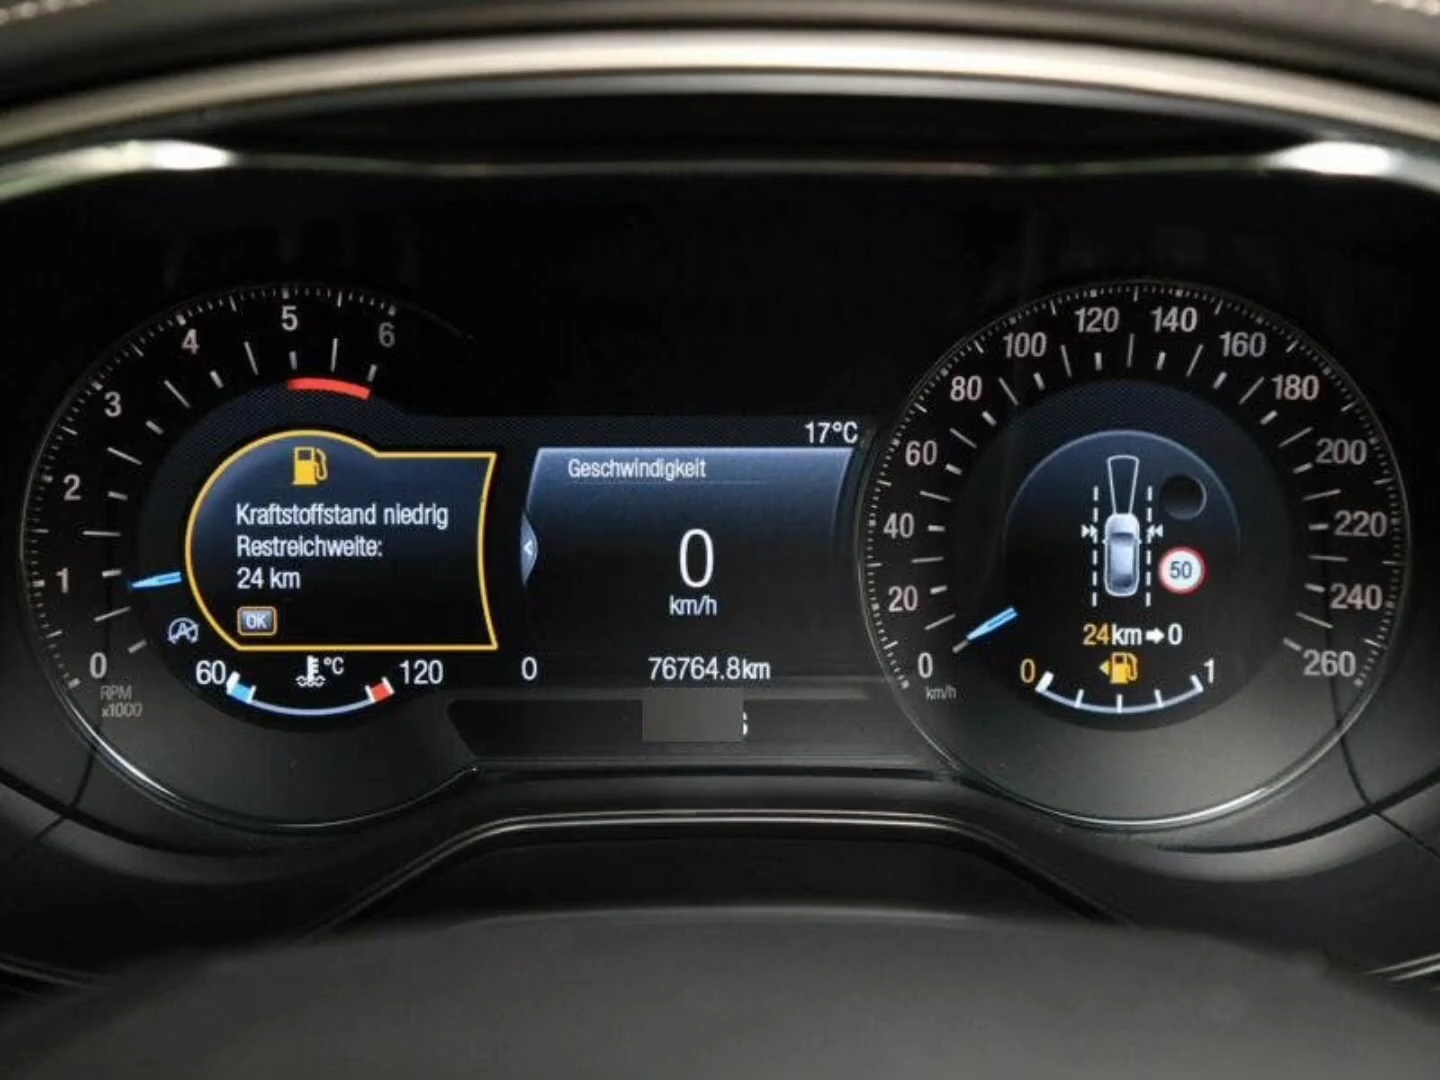 0
1
2
3
4
5
6
RPM
x1000
Kraftstoffstand niedrig
Restreichweite:
24 km
OK
60 °C 120
17°C
Geschwindigkeit
0
km/h
0 76764.8km
0
20
40
60
80
100
120
140
160
180
200
220
240
260
km/h
50
24km➡0
0 1